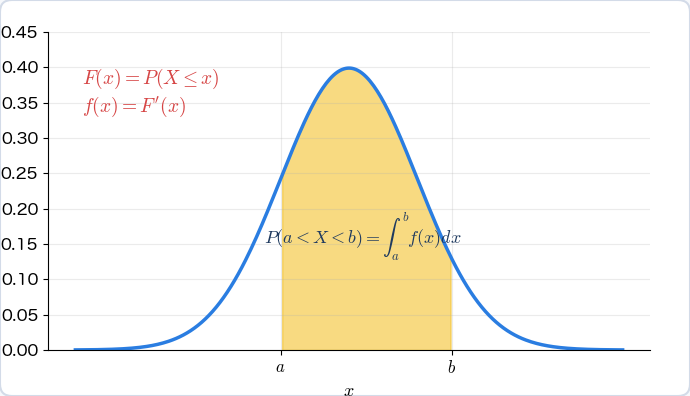 0.45
0.40
0.35
0.30
0.25
0.20
0.15
0.10
0.05
0.00
F(x) = P(X ≤ x)
f(x) = F′(x)
P(a < X < b) = ∫_a^b f(x)dx
a
b
x